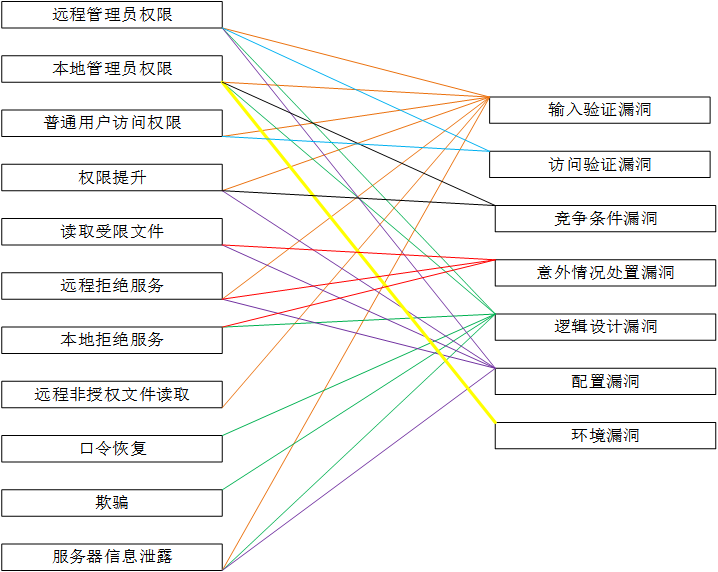 远程管理员权限
本地管理员权限
普通用户访问权限
权限提升
读取受限文件
远程拒绝服务
本地拒绝服务
远程非授权文件读取
口令恢复
欺骗
服务器信息泄露
输入验证漏洞
访问验证漏洞
竞争条件漏洞
意外情况处置漏洞
逻辑设计漏洞
配置漏洞
环境漏洞